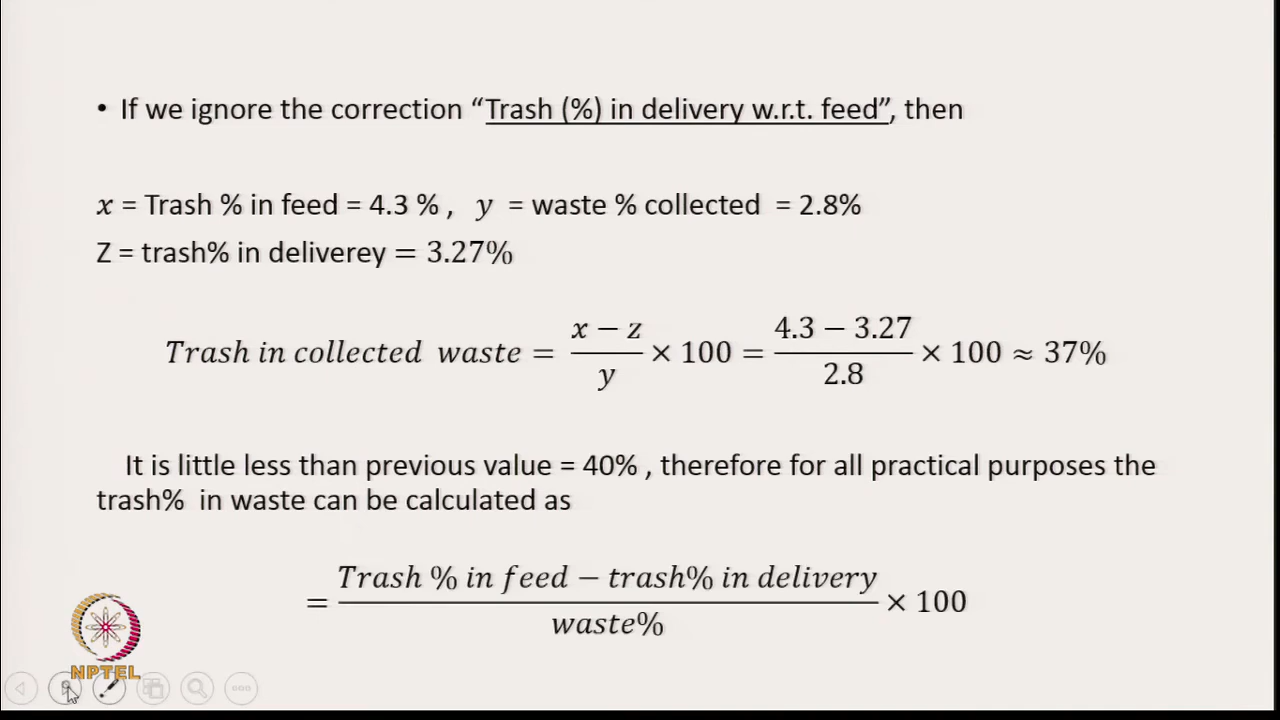 • If we ignore the correction “Trash (%) in delivery w.r.t. feed”, then
x = Trash % in feed = 4.3 % , y = waste % collected = 2.8%
Z = trash% in deliverey = 3.27%
Trash in collected waste = (x − z)/y × 100 = (4.3 − 3.27)/2.8 × 100 ≈ 37%
It is little less than previous value = 40% , therefore for all practical purposes the
trash% in waste can be calculated as
= (Trash % in feed − trash% in delivery)/waste% × 100
NPTEL